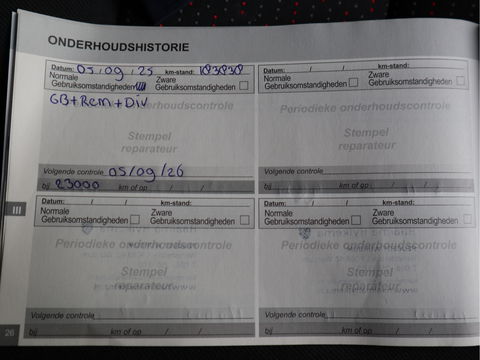 ONDERHOUDSHISTORIE
Datum: 05/09/25 km-stand:
Normale Gebruiksomstandigheden Zware Gebruiksomstandigheden
GB+Rem+Div
Periodieke onderhoudscontrole
Stempel
reparateur
Volgende controle 05/09/26
bij 23000 km of op / /
Datum: / / km-stand:
Normale Gebruiksomstandigheden Zware Gebruiksomstandigheden
Periodieke onderhoudscontrole
Stempel
reparateur
Volgende controle
bij km of op / /
III
Datum: / / km-stand:
Normale Gebruiksomstandigheden Zware Gebruiksomstandigheden
Periodieke onderhoudscontrole
Stempel
reparateur
Volgende controle
bij km of op / /
Datum: / / km-stand:
Normale Gebruiksomstandigheden Zware Gebruiksomstandigheden
Periodieke onderhoudscontrole
Stempel
reparateur
Volgende controle
bij km of op / /
26